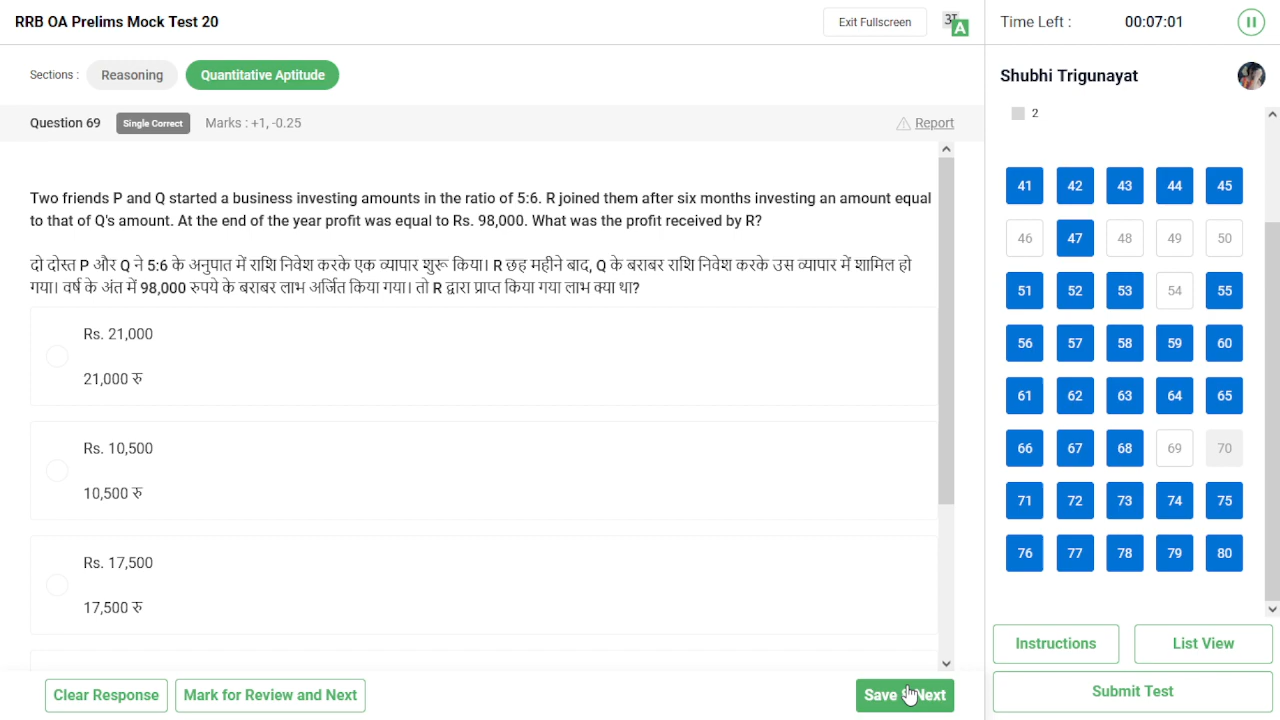 RRB OA Prelims Mock Test 20
Exit Fullscreen
अ A
Time Left :
00:07:01
Sections :
Reasoning
Quantitative Aptitude
Shubhi Trigunayat
Question 69
Single Correct
Marks : +1, -0.25
Report
2
Two friends P and Q started a business investing amounts in the ratio of 5:6. R joined them after six months investing an amount equal
to that of Q's amount. At the end of the year profit was equal to Rs. 98,000. What was the profit received by R?
दो दोस्त P और Q ने 5:6 के अनुपात में राशि निवेश करके एक व्यापार शुरू किया। R छह महीने बाद, Q के बराबर राशि निवेश करके उस व्यापार में शामिल हो
गया। वर्ष के अंत में 98,000 रुपये के बराबर लाभ अर्जित किया गया। तो R द्वारा प्राप्त किया गया लाभ क्या था?
Rs. 21,000
21,000 रु
Rs. 10,500
10,500 रु
Rs. 17,500
17,500 रु
41 42 43 44 45
46 47 48 49 50
51 52 53 54 55
56 57 58 59 60
61 62 63 64 65
66 67 68 69 70
71 72 73 74 75
76 77 78 79 80
Instructions
List View
Clear Response
Mark for Review and Next
Save & Next
Submit Test